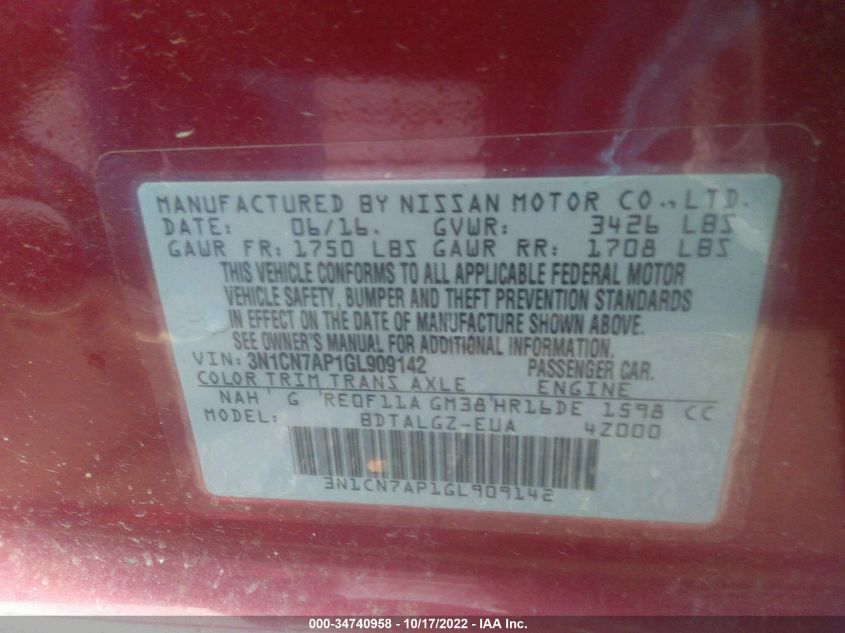 MANUFACTURED BY NISSAN MOTOR CO., LTD.
DATE: 06/16. GVWR: 3426 LBS
GAWR FR: 1750 LBS GAWR RR: 1708 LBS
THIS VEHICLE CONFORMS TO ALL APPLICABLE FEDERAL MOTOR
VEHICLE SAFETY, BUMPER AND THEFT PREVENTION STANDARDS
IN EFFECT ON THE DATE OF MANUFACTURE SHOWN ABOVE.
SEE OWNER'S MANUAL FOR ADDITIONAL INFORMATION.
VIN: 3N1CN7AP1GL909142 PASSENGER CAR.
COLOR TRIM TRANS AXLE ENGINE
NAH ' G 'RE0F11A GM38'HR16DE 1598 CC
MODEL: BDTALGZ-EUA 4Z000
3N1CN7AP1GL909142
000-34740958 - 10/17/2022 - IAA Inc.